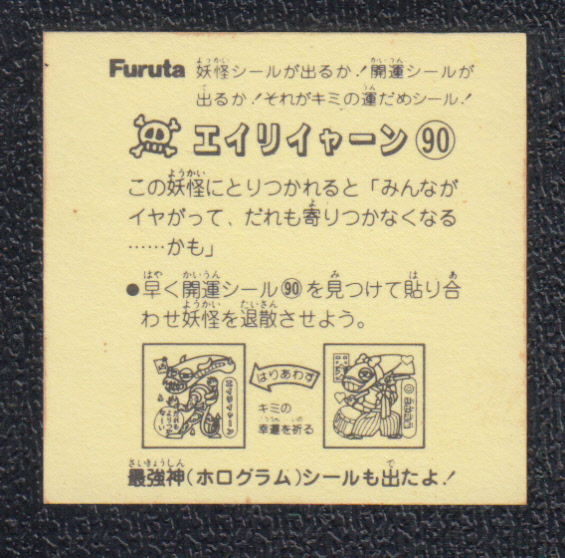 Furuta 妖怪シールが出るか！開運シールが
出るか！それがキミの運だめシール！
エイリイャーン 90
この妖怪にとりつかれると「みんなが
イヤがって、だれも寄りつかなくなる
……かも」
●早く開運シール90を見つけて貼り合
わせ妖怪を退散させよう。
はりあわす
キミの
幸運を祈る
最強神(ホログラム)シールも出たよ！